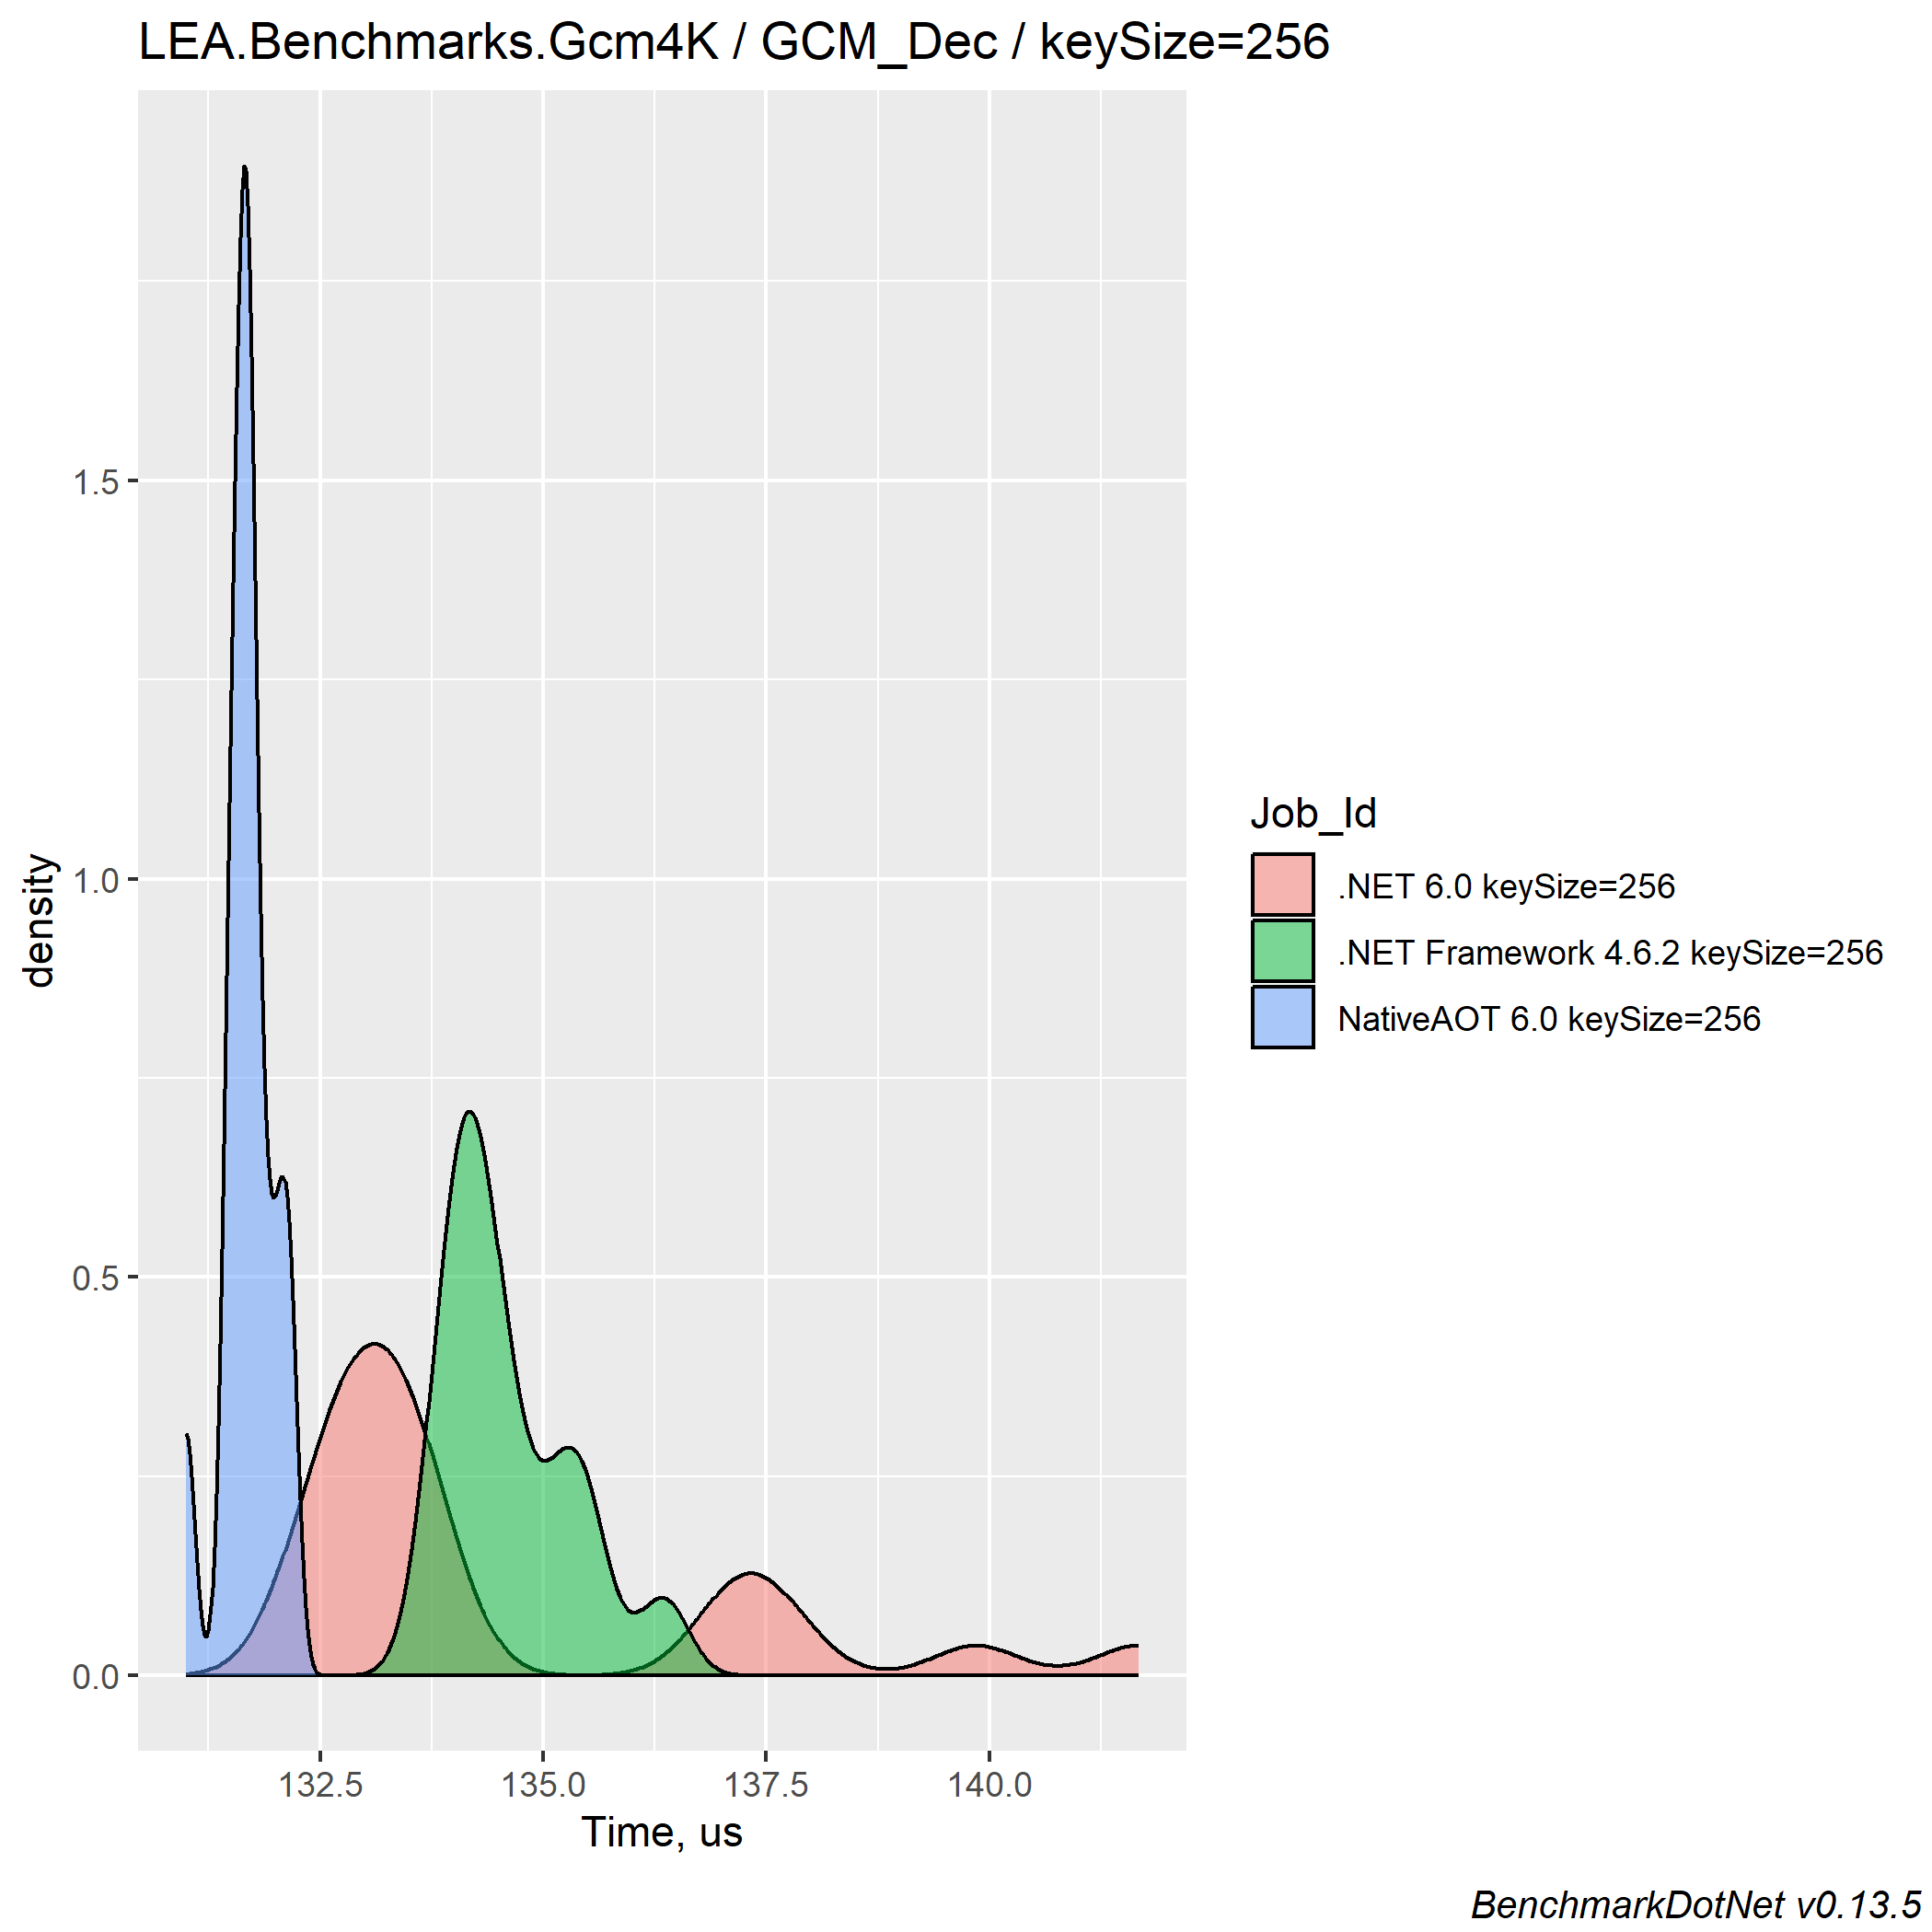 LEA.Benchmarks.Gcm4K / GCM_Dec / keySize=256
density
1.5
1.0
0.5
0.0
132.5 135.0 137.5 140.0
Time, us
Job_Id
.NET 6.0 keySize=256
.NET Framework 4.6.2 keySize=256
NativeAOT 6.0 keySize=256
BenchmarkDotNet v0.13.5